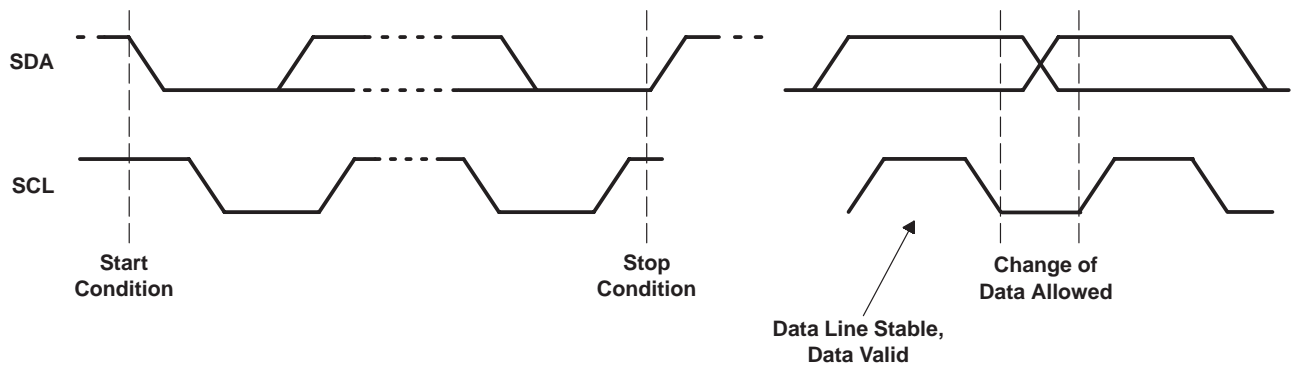 SDA
SCL
Start
Condition
Stop
Condition
Change of
Data Allowed
Data Line Stable,
Data Valid